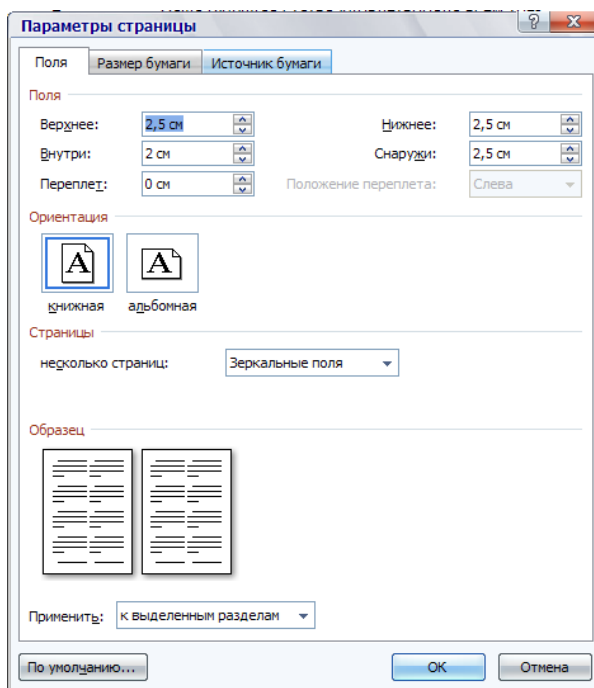 Параметры страницы
Поля Размер бумаги Источник бумаги
Поля
Верхнее: 2,5 см Нижнее: 2,5 см
Внутри: 2 см Снаружи: 2,5 см
Переплет: 0 см Положение переплета: Слева
Ориентация
A A
книжная альбомная
Страницы
несколько страниц: Зеркальные поля
Образец
Применить: к выделенным разделам
По умолчанию... ОК Отмена